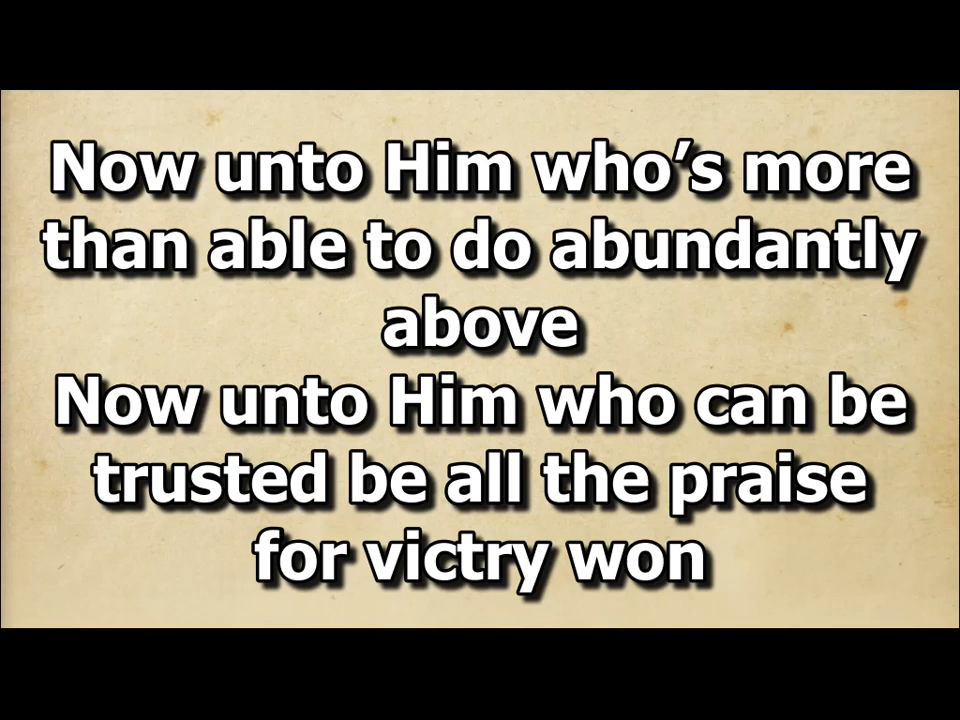 Now unto Him who’s more
than able to do abundantly
above
Now unto Him who can be
trusted be all the praise
for victry won